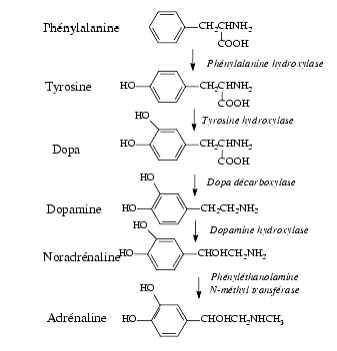 Phénylalanine CH₂CHNH₂
COOH
Phénylalanine hydroxylase
Tyrosine HO CH₂CHNH₂
COOH
Tyrosine hydroxylase
HO
Dopa HO CH₂CHNH₂
COOH
Dopa décarboxylase
HO
Dopamine HO CH₂CH₂NH₂
Dopamine hydroxylase
HO
Noradrénaline HO CHOHCH₂NH₂
Phényléthanolamine
N-méthyl transférase
HO
Adrénaline HO CHOHCH₂NHCH₃